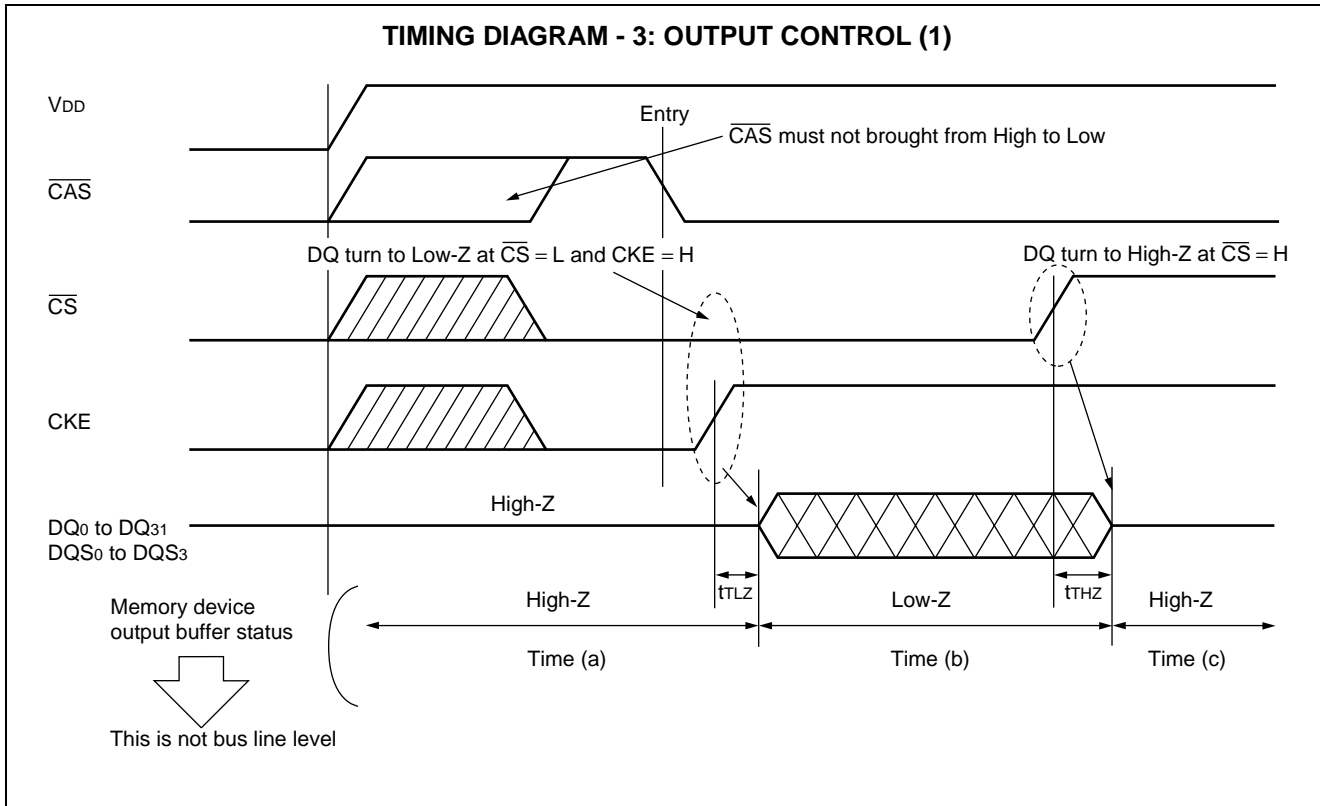 TIMING DIAGRAM - 3: OUTPUT CONTROL (1)
VDD
Entry
CAS must not brought from High to Low
CAS
DQ turn to Low-Z at CS = L and CKE = H
DQ turn to High-Z at CS = H
CS
CKE
High-Z
DQ0 to DQ31
DQS0 to DQS3
tTLZ
tTHZ
Memory device
output buffer status
High-Z
Low-Z
High-Z
Time (a)
Time (b)
Time (c)
This is not bus line level